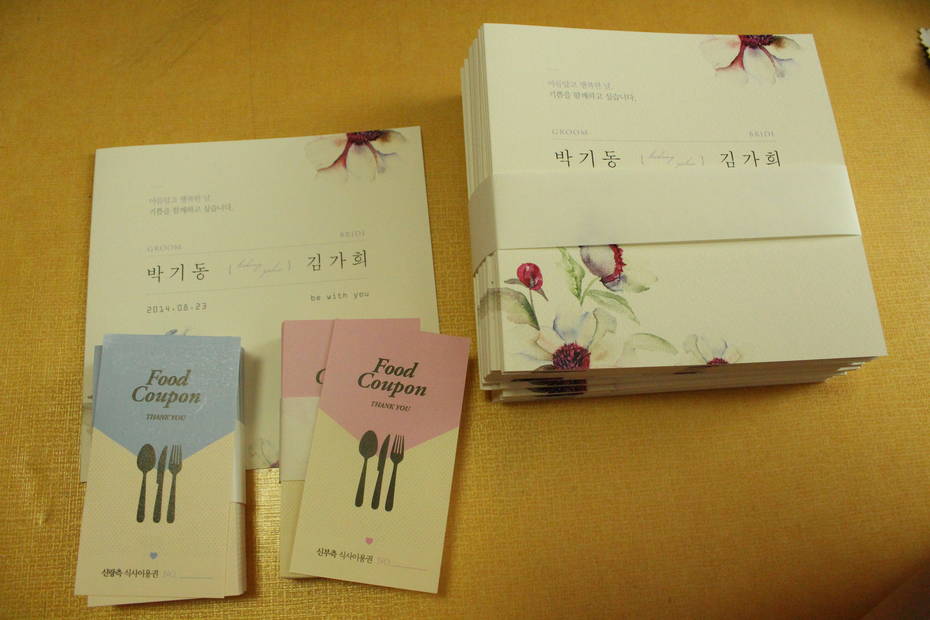 아름답고 행복한 날,
기쁨을 함께하고 싶습니다.
GROOM
BRIDE
박기동
김가희
2014.08.23
be with you
아름답고 행복한 날,
기쁨을 함께하고 싶습니다.
GROOM
BRIDE
박기동
김가희
Food
Coupon
THANK YOU
신랑측 식사이용권 NO.
Food
Coupon
THANK YOU
신부측 식사이용권 NO.